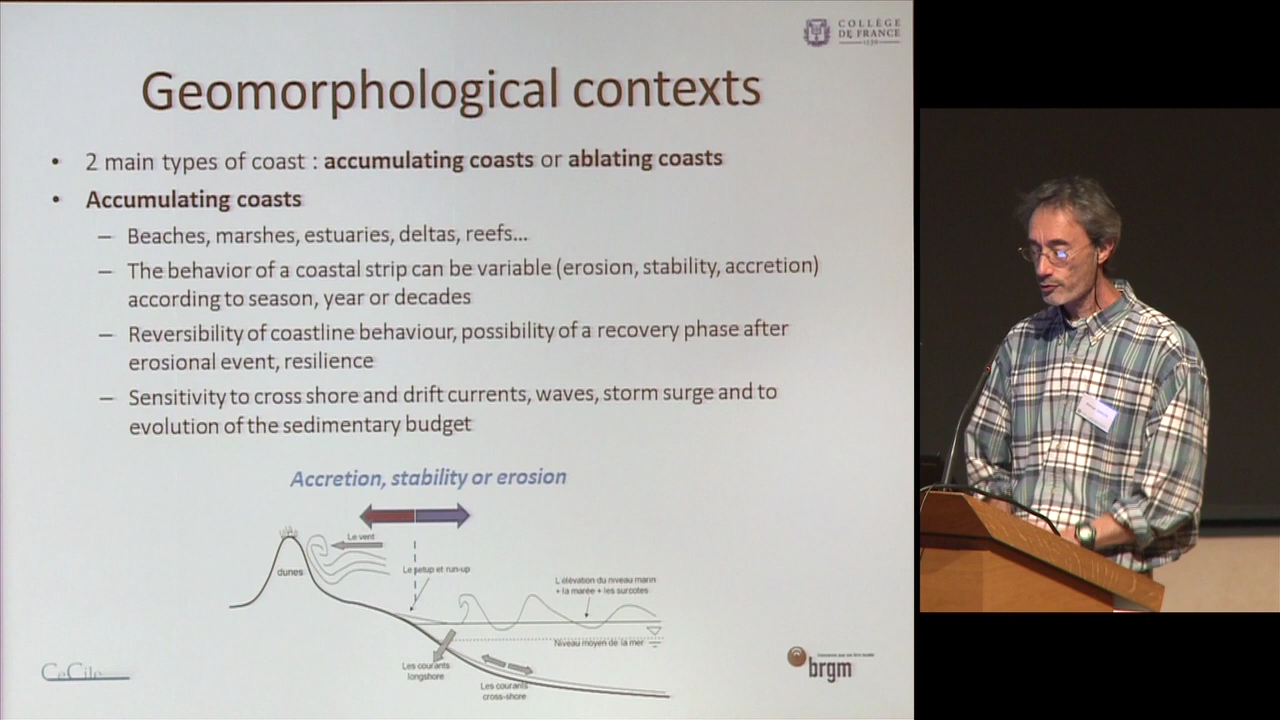 COLLÈGE
DE FRANCE
1530
Geomorphological contexts
• 2 main types of coast : accumulating coasts or ablating coasts
• Accumulating coasts
– Beaches, marshes, estuaries, deltas, reefs...
– The behavior of a coastal strip can be variable (erosion, stability, accretion)
according to season, year or decades
– Reversibility of coastline behaviour, possibility of a recovery phase after
erosional event, resilience
– Sensitivity to cross shore and drift currents, waves, storm surge and to
evolution of the sedimentary budget
Accretion, stability or erosion
Le vent
dunes
Le setup et run-up
L'élévation du niveau marin
+ la marée + les surcotes
Niveau moyen de la mer
Les courants
longshore
Les courants
cross-shore
CeCile
brgm